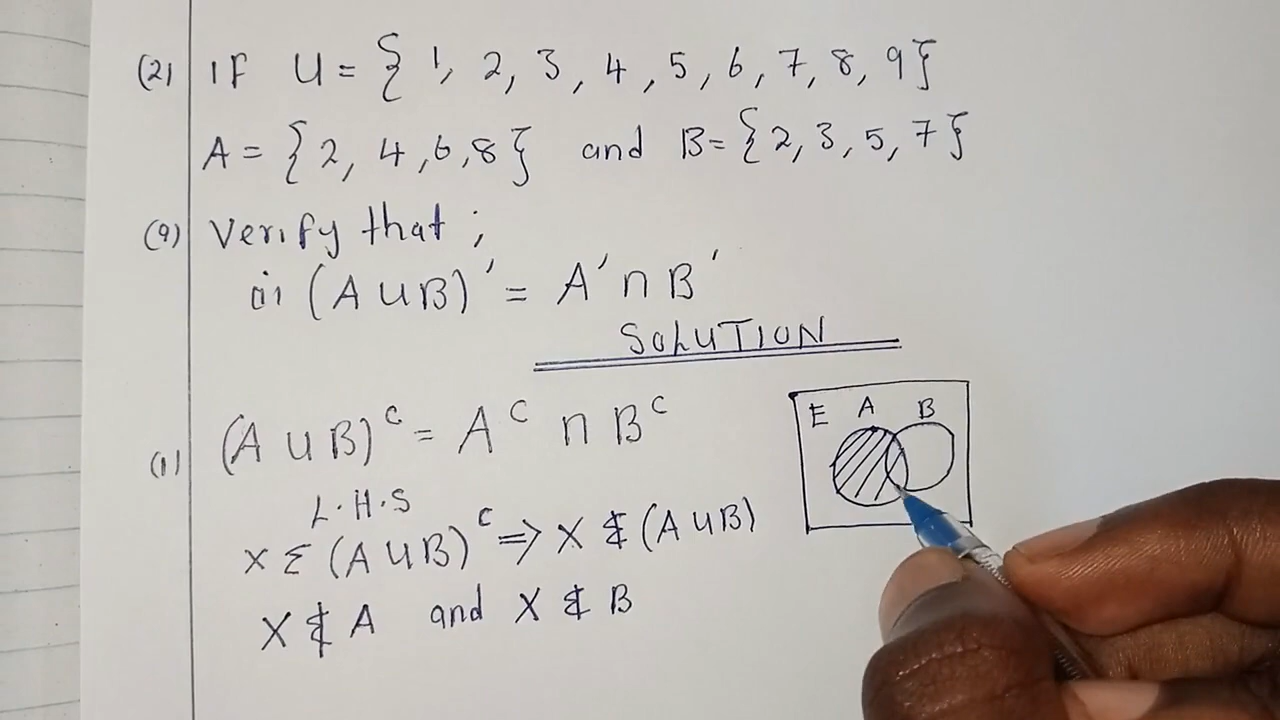 (2) IF U = { 1, 2, 3, 4, 5, 6, 7, 8, 9}
A = { 2, 4, 6, 8 } and B = { 2, 3, 5, 7 }
(9) Verify that ;
(i) (A ∪ B)′ = A′ ∩ B′
SOLUTION
(1) (A ∪ B)ᶜ = Aᶜ ∩ Bᶜ
E A B
L.H.S
X ∈ (A ∪ B)ᶜ ⇒ X ∉ (A ∪ B)
X ∉ A and X ∉ B